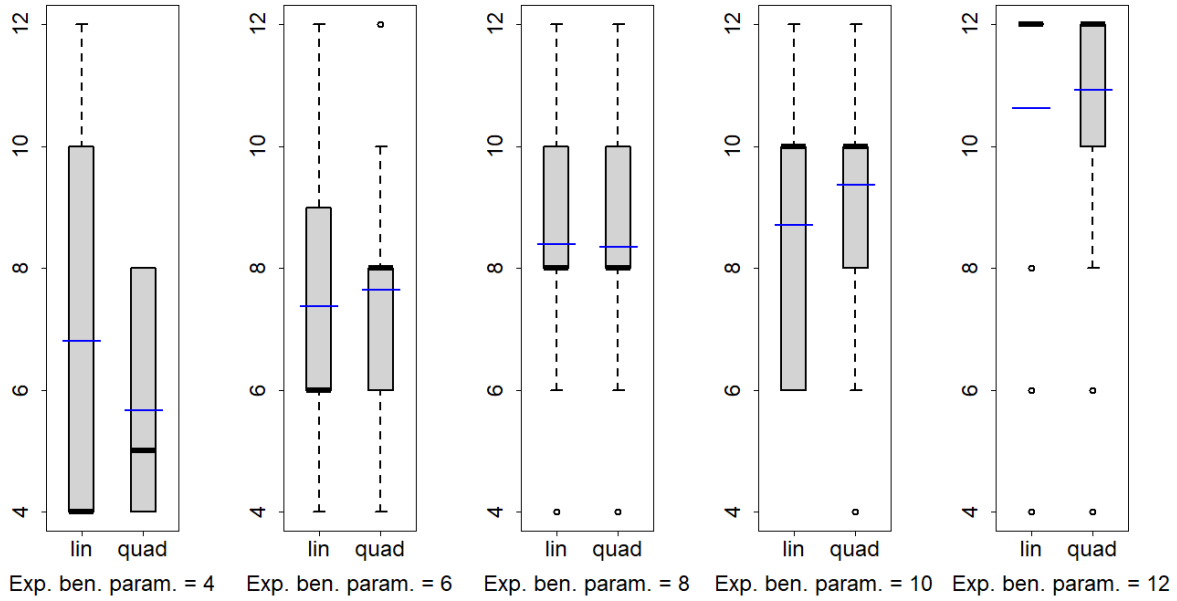 12 12 12 12 12
10 10 10 10 10
8 8 8 8 8
6 6 6 6 6
4 4 4 4 4
lin quad lin quad lin quad lin quad lin quad
Exp. ben. param. = 4 Exp. ben. param. = 6 Exp. ben. param. = 8 Exp. ben. param. = 10 Exp. ben. param. = 12